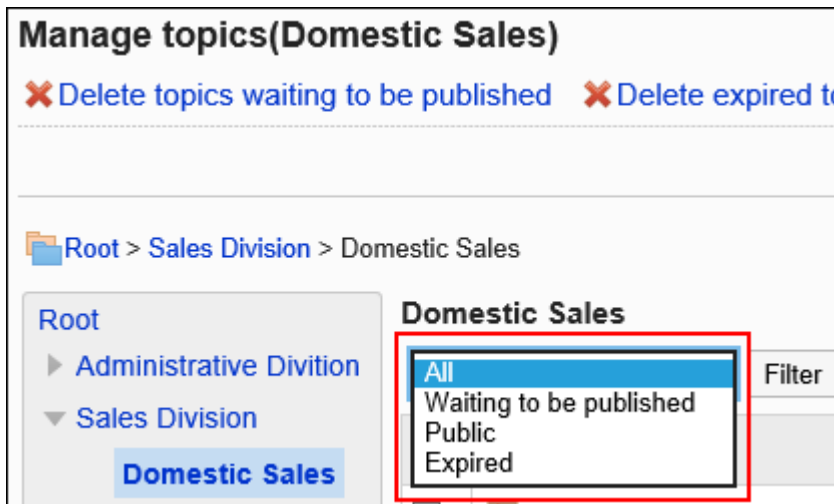 Manage topics(Domestic Sales)
Delete topics waiting to be published Delete expired
Root > Sales Division > Domestic Sales
Root
Administrative Divition
Sales Division
Domestic Sales
Domestic Sales
All
Filter
Waiting to be published
Public
Expired